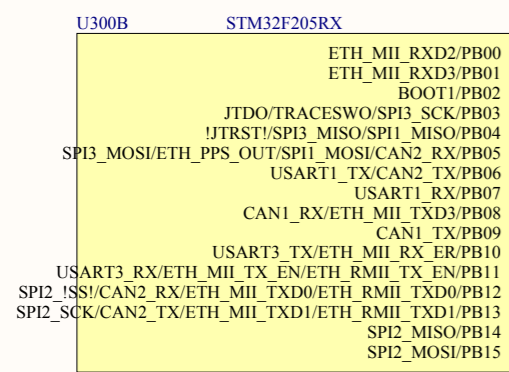 U300B STM32F205RX
ETH_MII_RXD2/PB00
ETH_MII_RXD3/PB01
BOOT1/PB02
JTDO/TRACESWO/SPI3_SCK/PB03
!JTRST!/SPI3_MISO/SPI1_MISO/PB04
SPI3_MOSI/ETH_PPS_OUT/SPI1_MOSI/CAN2_RX/PB05
USART1_TX/CAN2_TX/PB06
USART1_RX/PB07
CAN1_RX/ETH_MII_TXD3/PB08
CAN1_TX/PB09
USART3_TX/ETH_MII_RX_ER/PB10
USART3_RX/ETH_MII_TX_EN/ETH_RMII_TX_EN/PB11
SPI2_!SS!/CAN2_RX/ETH_MII_TXD0/ETH_RMII_TXD0/PB12
SPI2_SCK/CAN2_TX/ETH_MII_TXD1/ETH_RMII_TXD1/PB13
SPI2_MISO/PB14
SPI2_MOSI/PB15